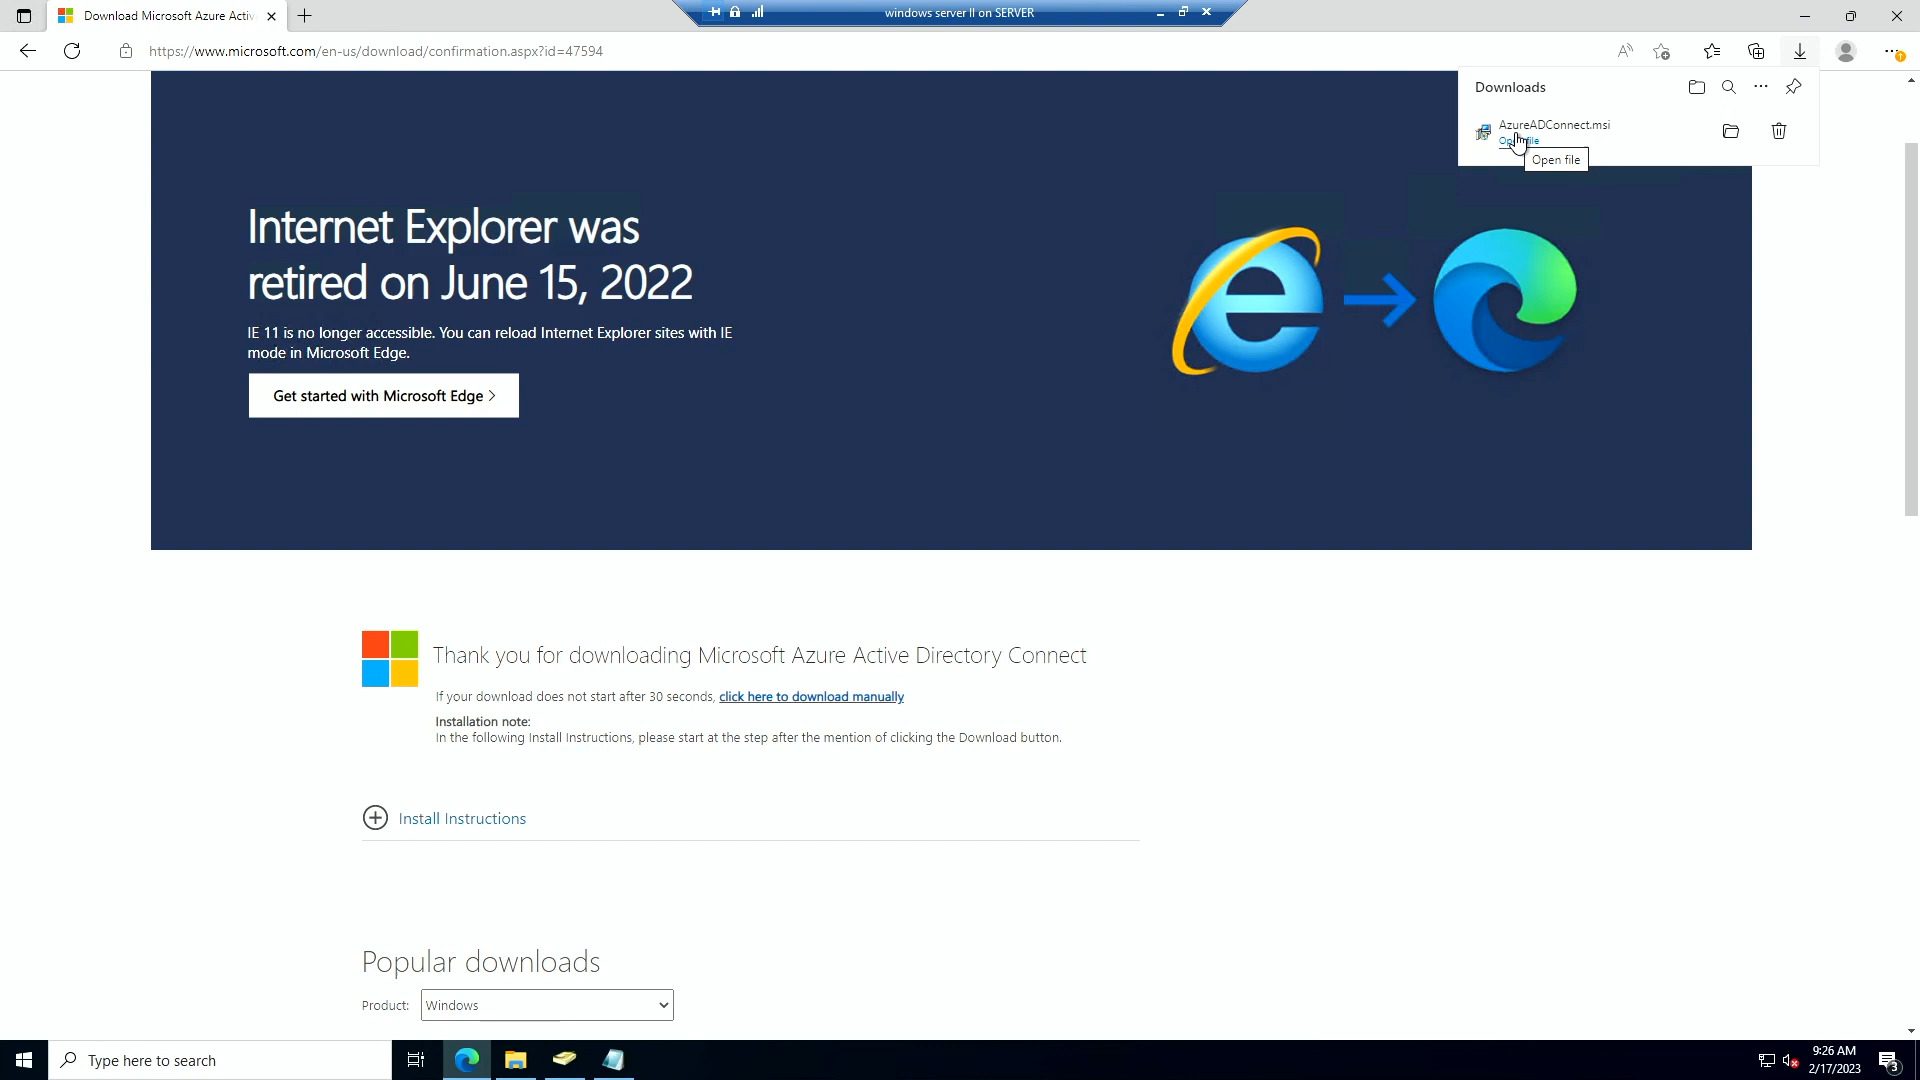 Download Microsoft Azure Activ
windows server II on SERVER
https://www.microsoft.com/en-us/download/confirmation.aspx?id=47594
Downloads
AzureADConnect.msi
Open file
Open file
Internet Explorer was
retired on June 15, 2022
IE 11 is no longer accessible. You can reload Internet Explorer sites with IE
mode in Microsoft Edge.
Get started with Microsoft Edge >
Thank you for downloading Microsoft Azure Active Directory Connect
If your download does not start after 30 seconds, click here to download manually
Installation note:
In the following Install Instructions, please start at the step after the mention of clicking the Download button.
Install Instructions
Popular downloads
Product: Windows
Type here to search
9:26 AM
2/17/2023
3